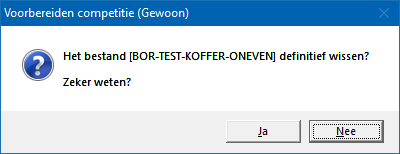 Voorbereiden competitie (Gewoon)
Het bestand [BOR-TEST-KOFFER-ONEVEN] definitief wissen?
Zeker weten?
Ja
Nee